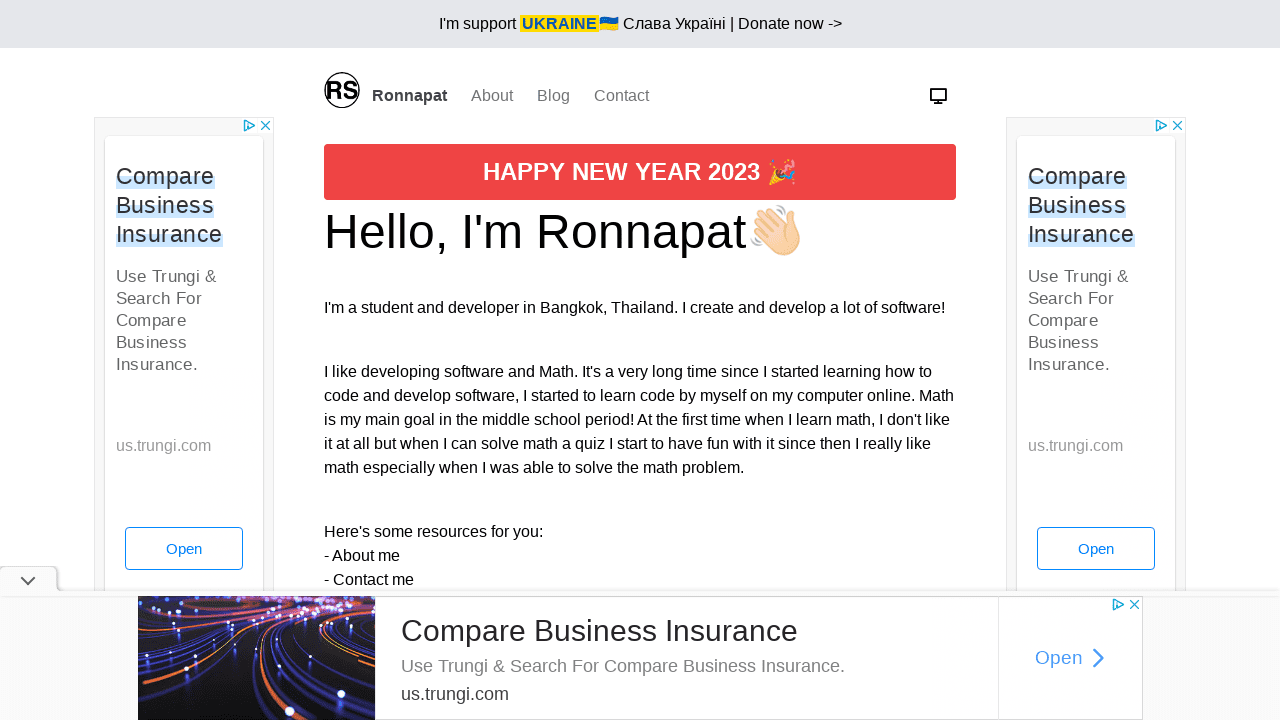 I'm support UKRAINE🇺🇦 Слава Україні | Donate now ->
RS Ronnapat About Blog Contact
HAPPY NEW YEAR 2023 🎉
Hello, I'm Ronnapat👋🏻
I'm a student and developer in Bangkok, Thailand. I create and develop a lot of software!
I like developing software and Math. It's a very long time since I started learning how to
code and develop software, I started to learn code by myself on my computer online. Math
is my main goal in the middle school period! At the first time when I learn math, I don't like
it at all but when I can solve math a quiz I start to have fun with it since then I really like
math especially when I was able to solve the math problem.
Here's some resources for you:
- About me
- Contact me
Compare
Business
Insurance
Use Trungi &
Search For
Compare
Business
Insurance.
us.trungi.com
Open
Compare
Business
Insurance
Use Trungi &
Search For
Compare
Business
Insurance.
us.trungi.com
Open
Compare Business Insurance
Use Trungi & Search For Compare Business Insurance.
us.trungi.com
Open